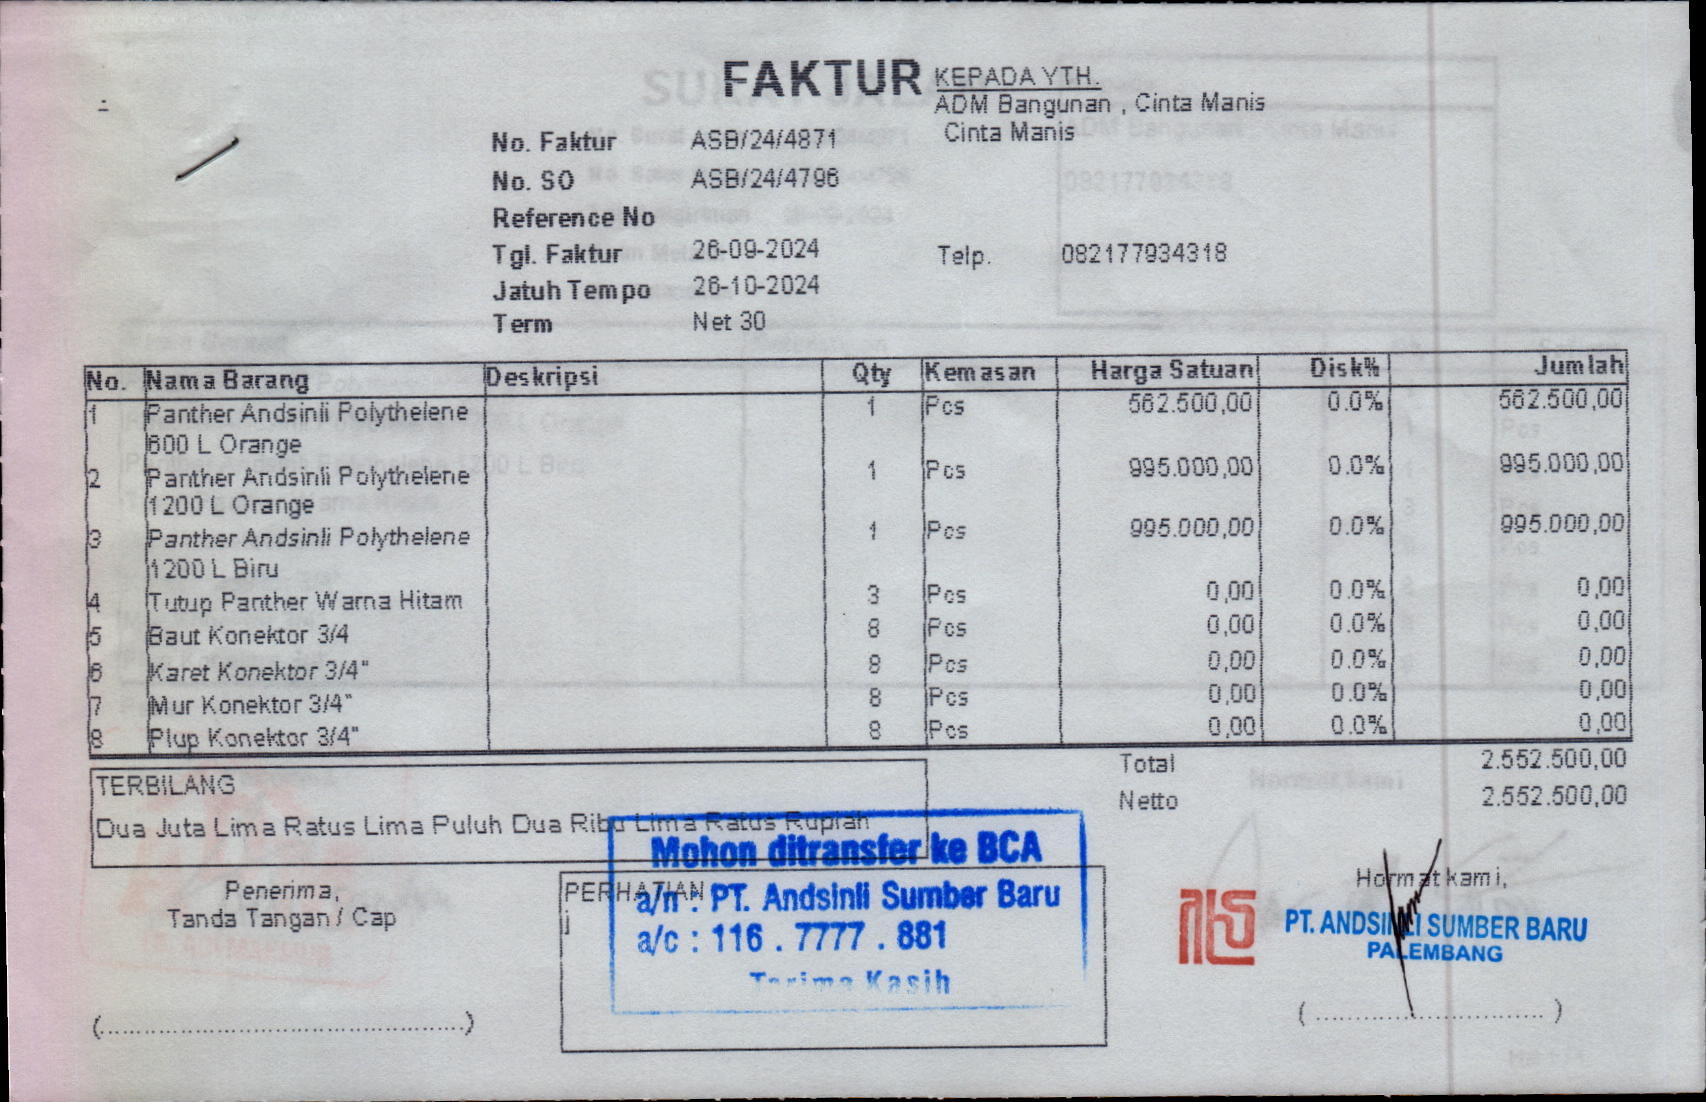 FAKTUR
KEPADA YTH.
ADM Bangunan , Cinta Manis
Cinta Manis
No. Faktur ASB/24/4871
No. SO ASB/24/4796
Reference No
Tgl. Faktur 26-09-2024
Telp. 082177934318
Jatuh Tempo 26-10-2024
Term Net 30
No. Nama Barang Deskripsi Qty Kemasan Harga Satuan Disk% Jumlah
1 Panther Andsinli Polythelene 1 Pcs 562.500,00 0.0% 562.500,00
600 L Orange
2 Panther Andsinli Polythelene 1 Pcs 995.000,00 0.0% 995.000,00
1200 L Orange
3 Panther Andsinli Polythelene 1 Pcs 995.000,00 0.0% 995.000,00
1200 L Biru
4 Tutup Panther Warna Hitam 3 Pcs 0,00 0.0% 0,00
5 Baut Konektor 3/4 8 Pcs 0,00 0.0% 0,00
6 Karet Konektor 3/4" 8 Pcs 0,00 0.0% 0,00
7 Mur Konektor 3/4" 8 Pcs 0,00 0.0% 0,00
8 Plup Konektor 3/4" 8 Pcs 0,00 0.0% 0,00
Total 2.552.500,00
Netto 2.552.500,00
TERBILANG
Dua Juta Lima Ratus Lima Puluh Dua Ribu Lima Ratus Rupiah
Penerima,
Tanda Tangan / Cap
(.................................................)
PERHATIAN
j
Mohon ditransfer ke BCA
a/n : PT. Andsinli Sumber Baru
a/c : 116 . 7777 . 881
Terima Kasih
Hormat kami,
PT. ANDSINLI SUMBER BARU
PALEMBANG
( ............................... )